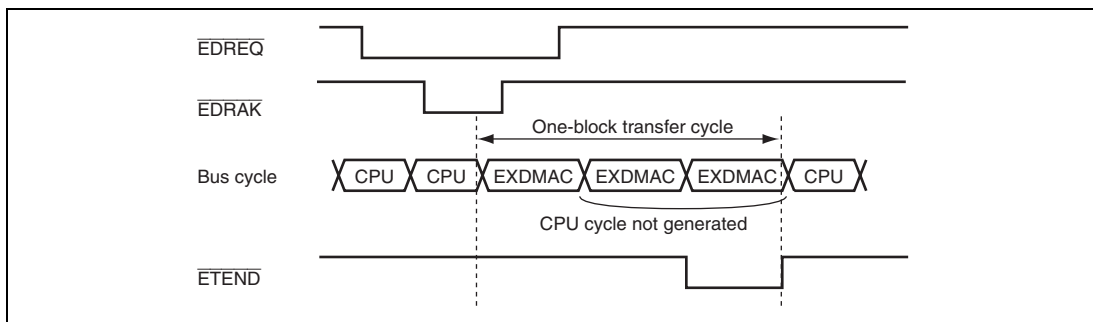 EDREQ
EDRAK
One-block transfer cycle
Bus cycle CPU CPU EXDMAC EXDMAC EXDMAC CPU
CPU cycle not generated
ETEND